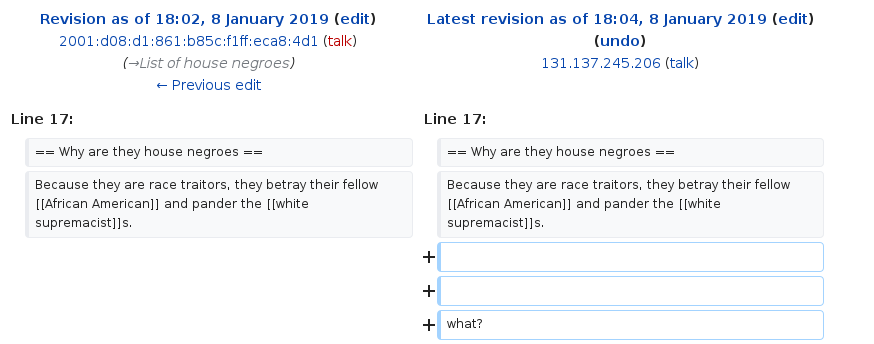 Revision as of 18:02, 8 January 2019 (edit)
2001:d08:d1:861:b85c:f1ff:eca8:4d1 (talk)
(→List of house negroes)
← Previous edit
Latest revision as of 18:04, 8 January 2019 (edit)
(undo)
131.137.245.206 (talk)
Line 17:
Line 17:
== Why are they house negroes ==
== Why are they house negroes ==
Because they are race traitors, they betray their fellow
[[African American]] and pander the [[white
supremacist]]s.
Because they are race traitors, they betray their fellow
[[African American]] and pander the [[white
supremacist]]s.
+
+
+ what?